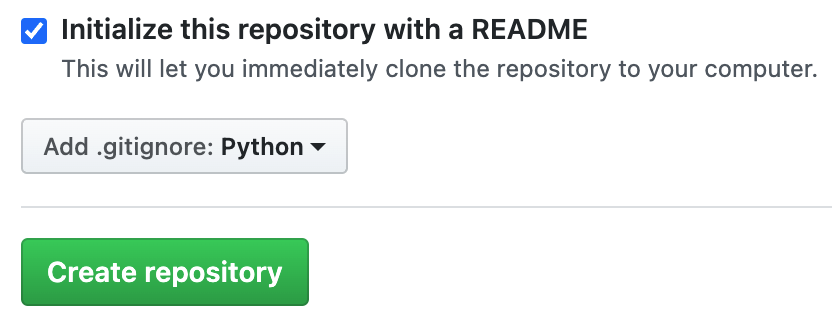 Initialize this repository with a README
This will let you immediately clone the repository to your computer.
Add .gitignore: Python
Create repository